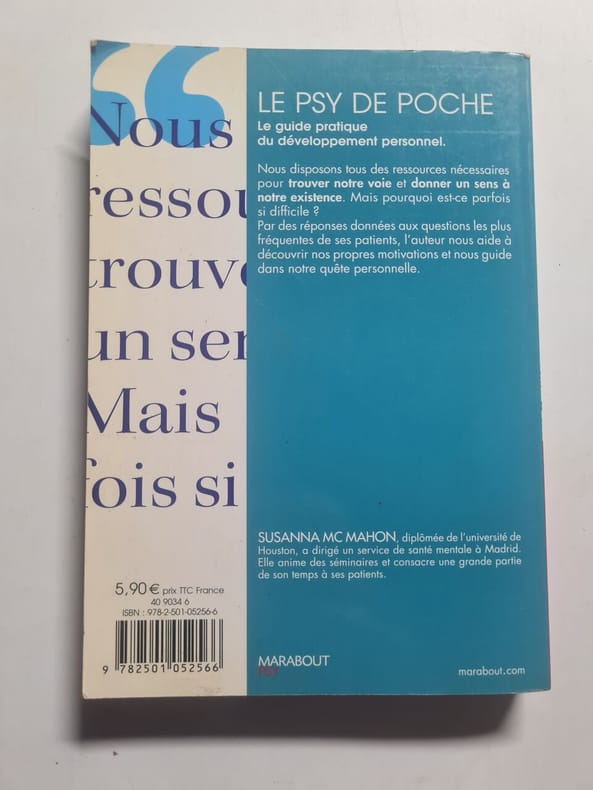 “
Nous
ressou
trouve
un ser
Mais
fois si
LE PSY DE POCHE
Le guide pratique
du développement personnel.
Nous disposons tous des ressources nécessaires
pour trouver notre voie et donner un sens à
notre existence. Mais pourquoi est-ce parfois
si difficile ?
Par des réponses données aux questions les plus
fréquentes de ses patients, l'auteur nous aide à
découvrir nos propres motivations et nous guide
dans notre quête personnelle.
SUSANNA MC MAHON, diplômée de l'université de
Houston, a dirigé un service de santé mentale à Madrid.
Elle anime des séminaires et consacre une grande partie
de son temps à ses patients.
5,90 € prix TTC France
40 9034 6
ISBN : 978-2-501-05256-6
9 782501 052566
MARABOUT
PSY
marabout.com